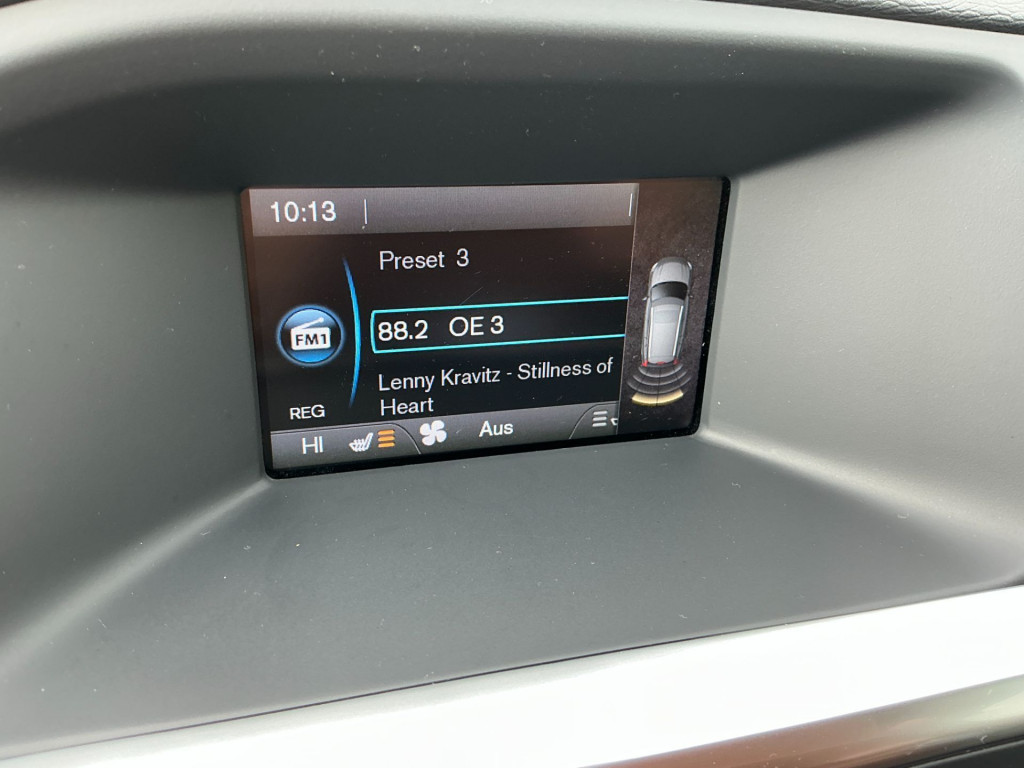 10:13
Preset 3
FM1
88.2 OE 3
Lenny Kravitz - Stillness of
Heart
REG
HI
Aus